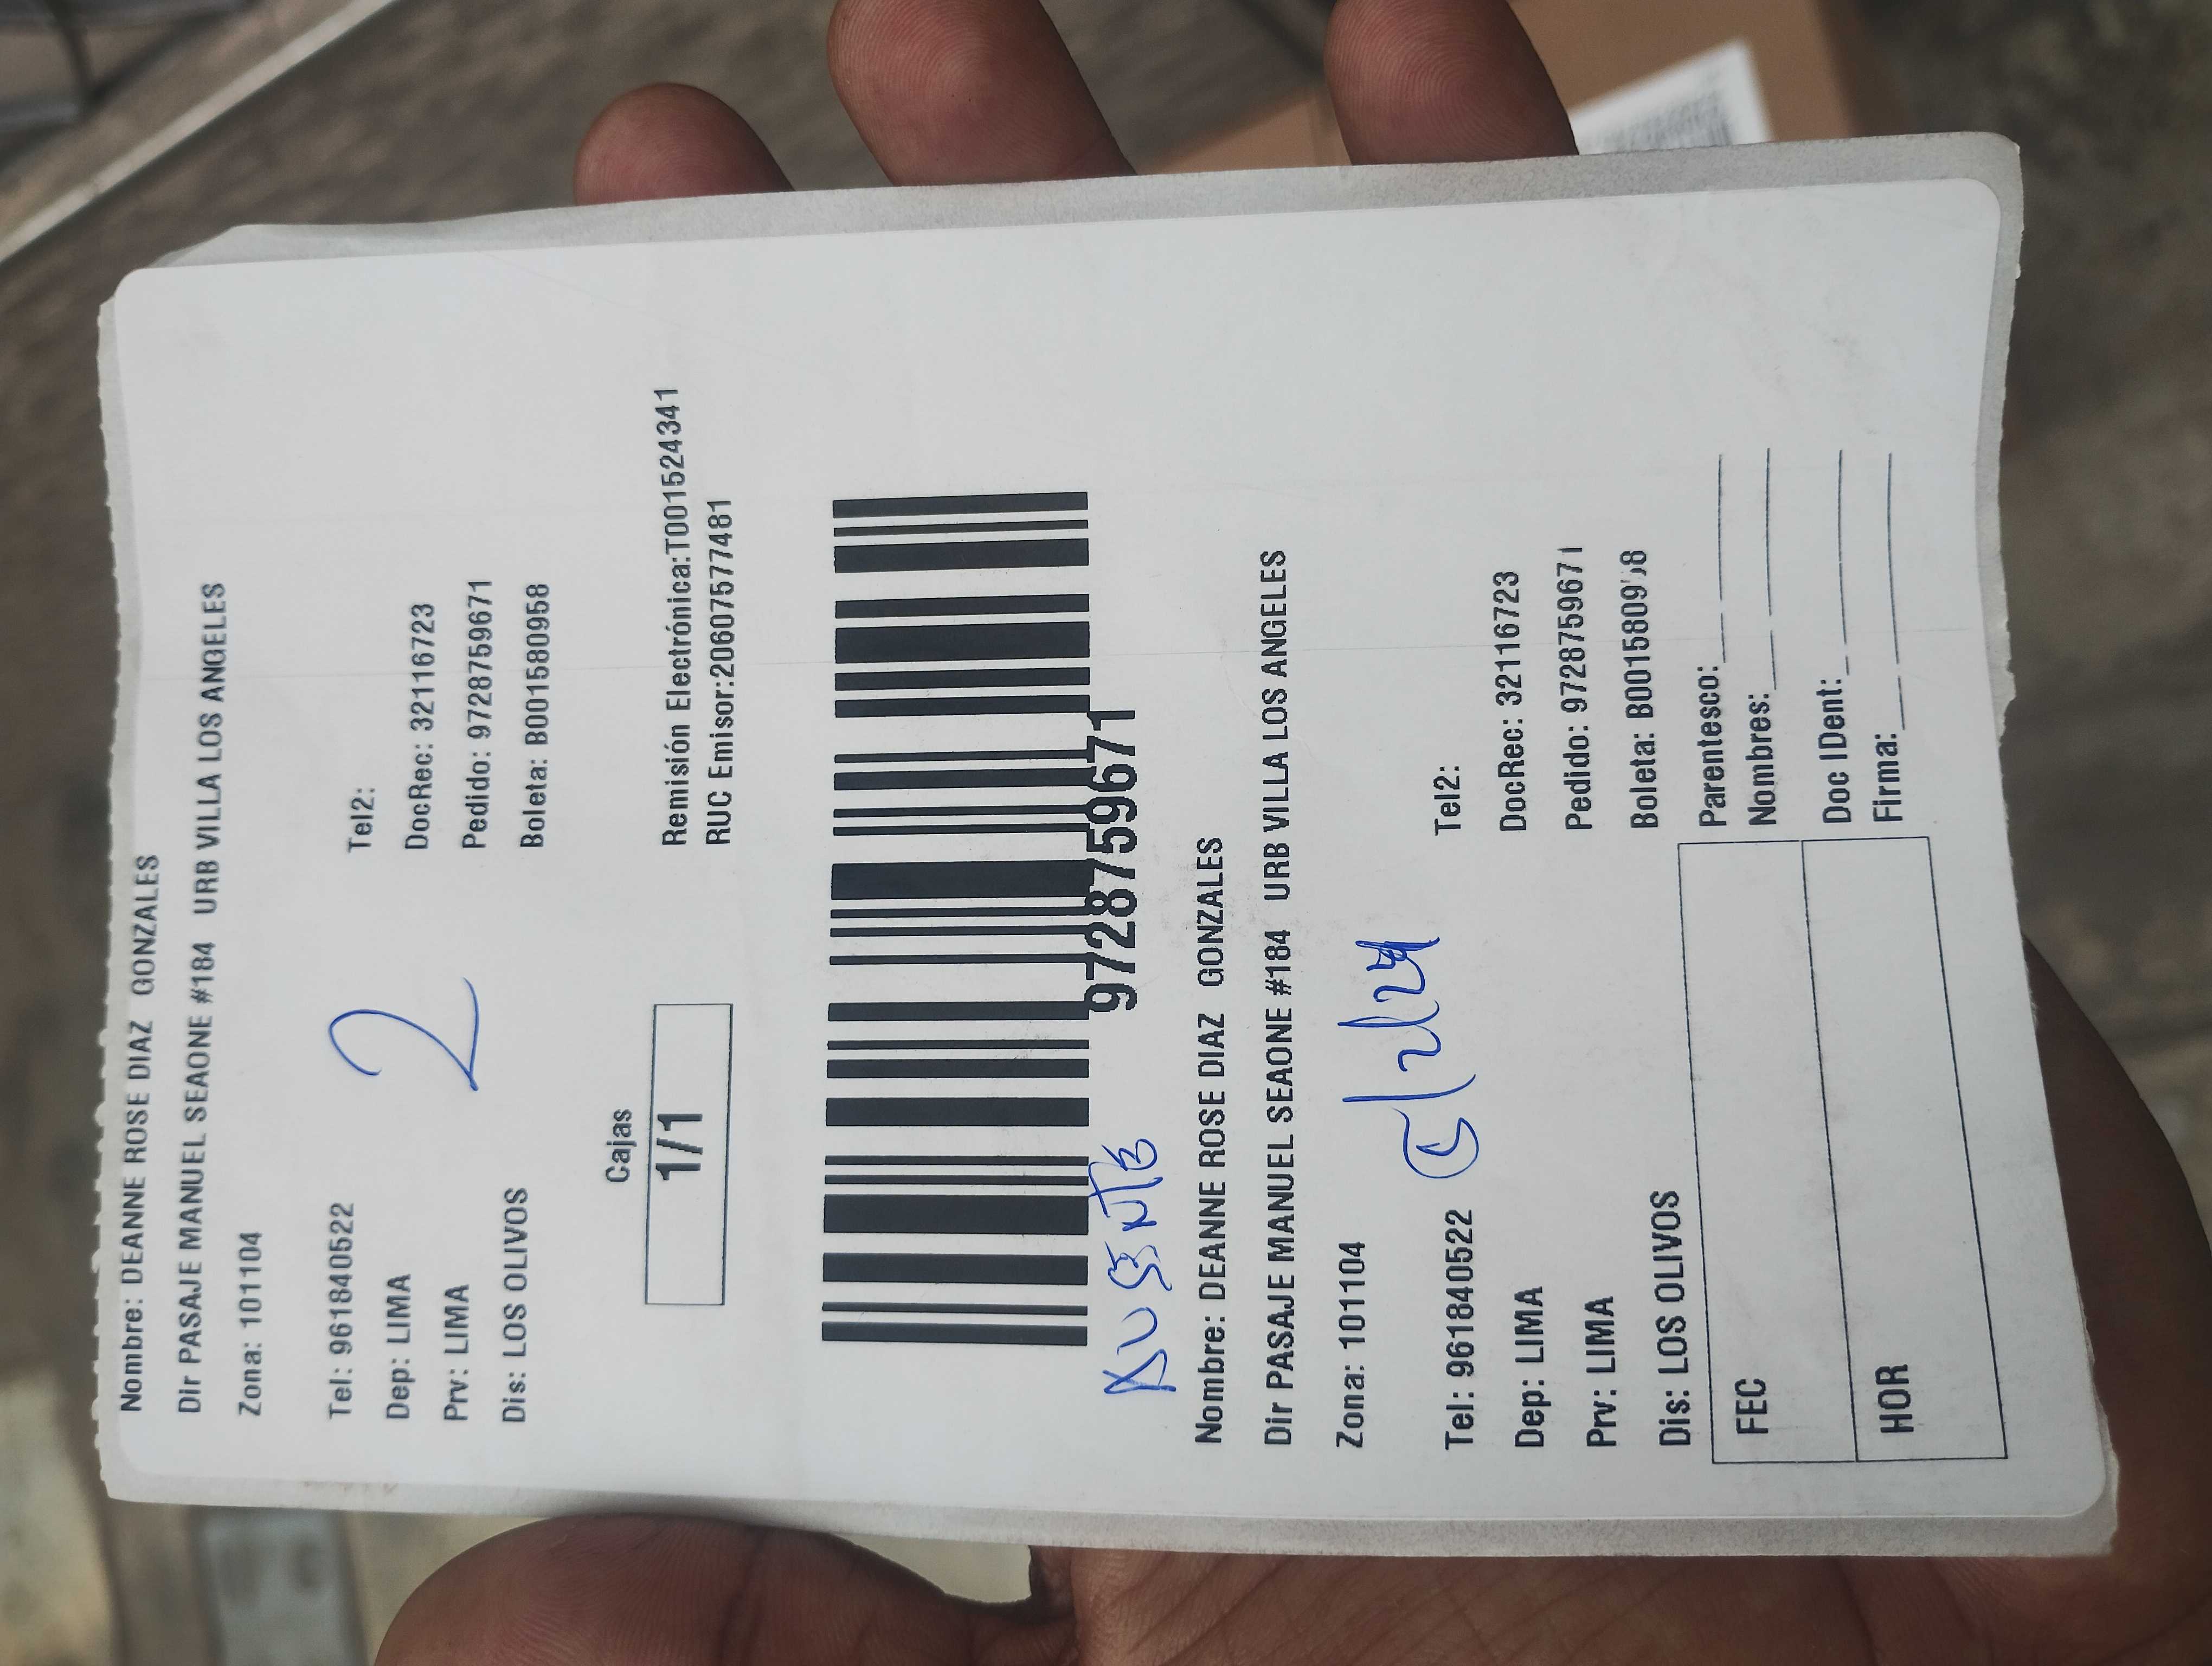 Nombre: DEANNE ROSE DIAZ GONZALES
Dir PASAJE MANUEL SEAONE #184 URB VILLA LOS ANGELES
Zona: 101104
Tel: 961840522 Tel2:
Dep: LIMA DocRec: 32116723
Prv: LIMA Pedido: 9728759671
Dis: LOS OLIVOS Boleta: B001580958
2
Cajas
1/1
Remisión Electrónica:T001524341
RUC Emisor:20607577481
9728759671
AUSENTE
Nombre: DEANNE ROSE DIAZ GONZALES
Dir PASAJE MANUEL SEAONE #184 URB VILLA LOS ANGELES
Zona: 101104
Tel: 961840522 Tel2:
Dep: LIMA DocRec: 32116723
Prv: LIMA Pedido: 9728759671
Dis: LOS OLIVOS Boleta: B001580958
FEC
HOR
Parentesco:
Nombres:
Doc IDent:
Firma: